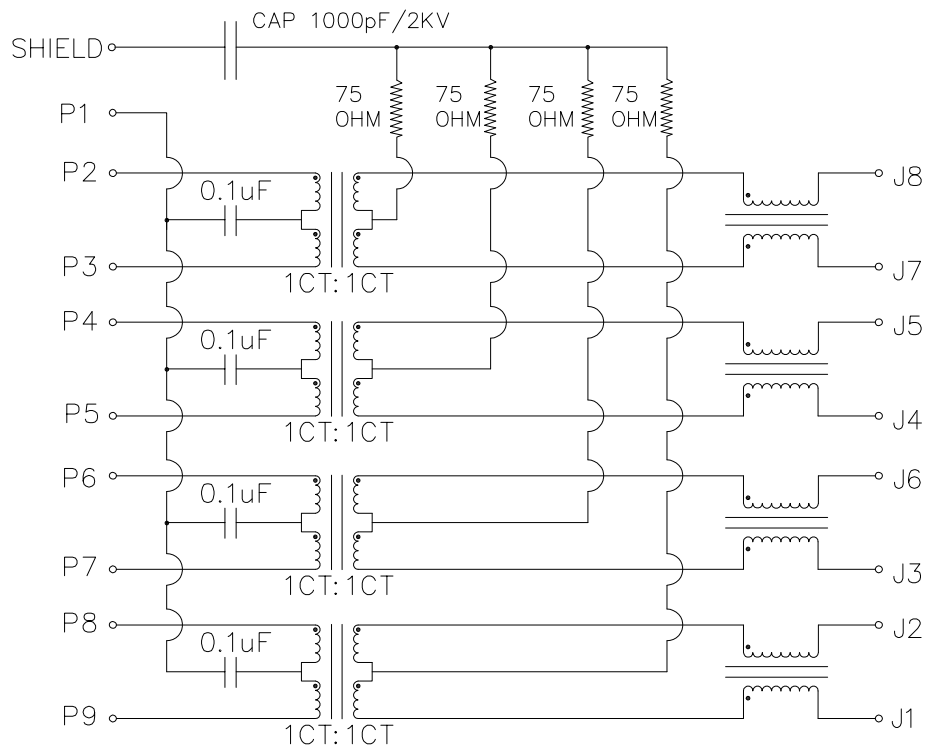 CAP 1000pF/2KV
SHIELD
75 OHM
75 OHM
75 OHM
75 OHM
P1
P2
0.1uF
J8
P3
1CT:1CT
J7
P4
0.1uF
J5
P5
1CT:1CT
J4
P6
0.1uF
J6
P7
1CT:1CT
J3
P8
0.1uF
J2
P9
1CT:1CT
J1